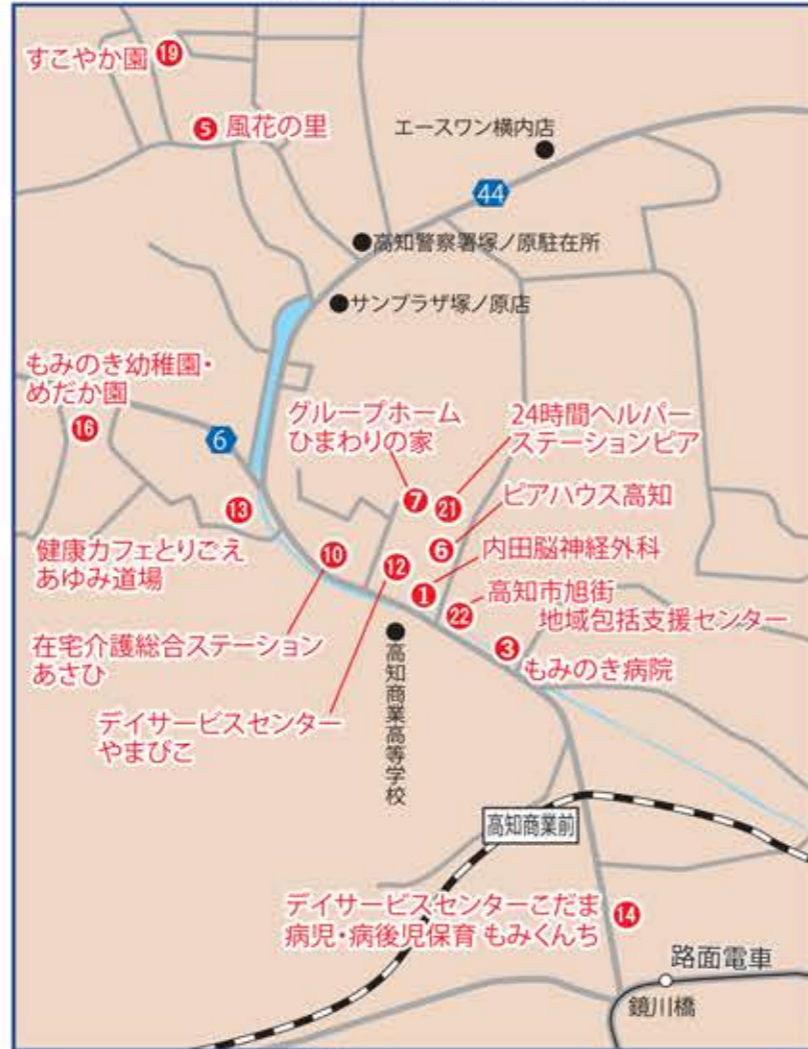 すこやか園 19
5 風花の里
エースワン横内店
44
高知警察署塚ノ原駐在所
サンプラザ塚ノ原店
もみのき幼稚園・
めだか園
16
6
グループホーム
ひまわりの家
7
24時間ヘルパー
ステーションピア
21
ピアハウス高知
6
13
健康カフェとりごえ
あゆみ道場
10
12
内田脳神経外科
1
高知市旭街
地域包括支援センター
22
3
もみのき病院
在宅介護総合ステーション
あさひ
デイサービスセンター
やまびこ
高知商業高等学校
高知商業前
デイサービスセンターこだま
病児・病後児保育 もみくんち
14
路面電車
鏡川橋